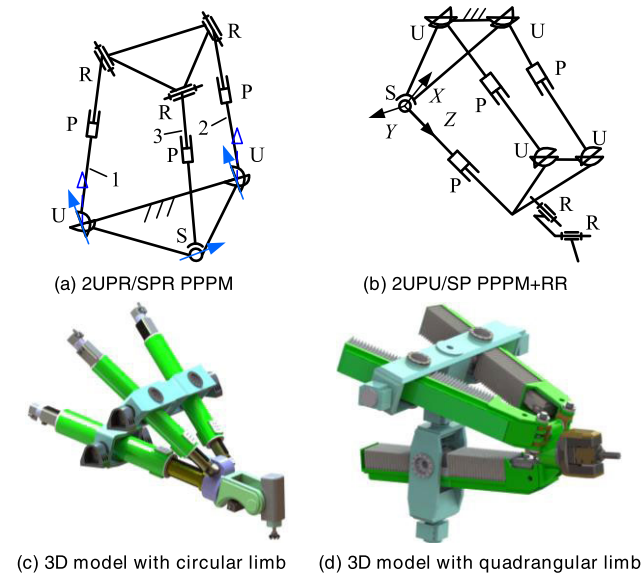 R
R
R
P
P
P
1
2
3
U
U
S
(a) 2UPR/SPR PPPM
U
U
S
X
Y
Z
P
P
P
U
U
R
R
(b) 2UPU/SP PPPM+RR
(c) 3D model with circular limb
(d) 3D model with quadrangular limb